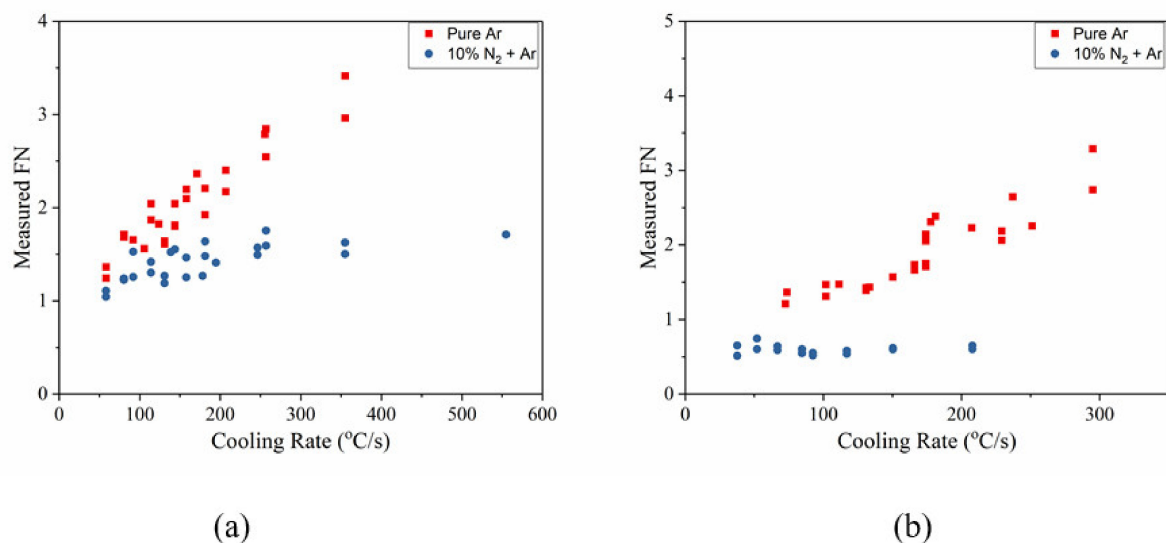 4
3
2
1
0
Measured FN
Pure Ar
10% N₂ + Ar
0 100 200 300 400 500 600
Cooling Rate (°C/s)
(a)
5
4
3
2
1
0
Measured FN
Pure Ar
10% N₂ + Ar
0 100 200 300
Cooling Rate (°C/s)
(b)